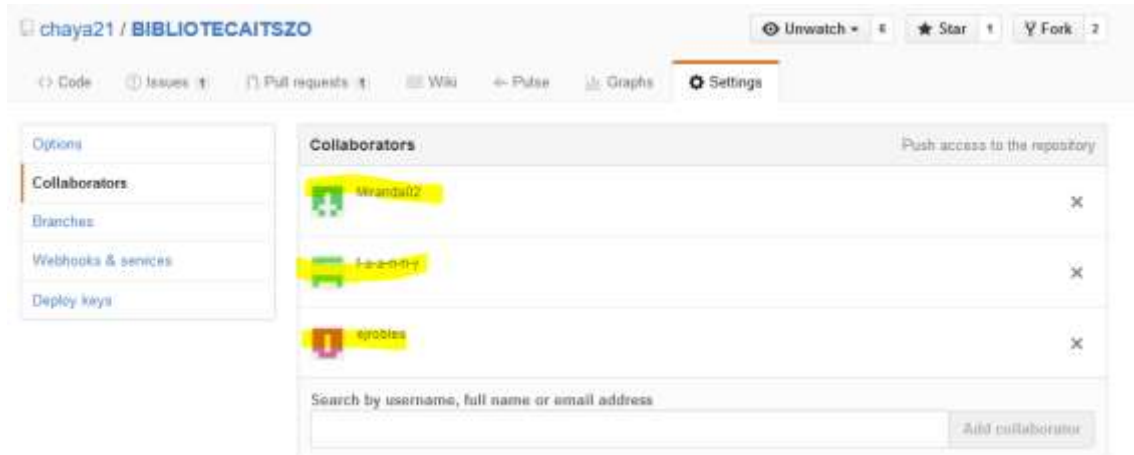 chaya21 / BIBLIOTECAITSZO
Unwatch 6 Star 1 Fork 2
Code Issues 1 Pull requests 1 Wiki Pulse Graphs Settings
Options
Collaborators
Branches
Webhooks & services
Deploy keys
Collaborators Push access to the repository
Miranda02
ejrobles
Search by username, full name or email address
Add collaborator